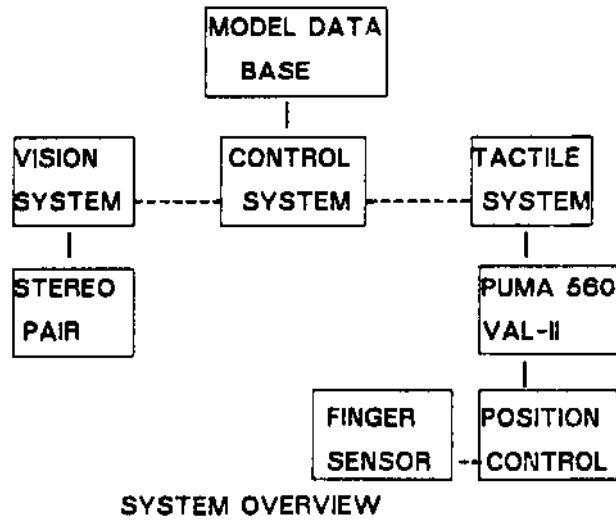 MODEL DATA
BASE
VISION
SYSTEM
CONTROL
SYSTEM
TACTILE
SYSTEM
STEREO
PAIR
PUMA 560
VAL-II
FINGER
SENSOR
POSITION
CONTROL
SYSTEM OVERVIEW